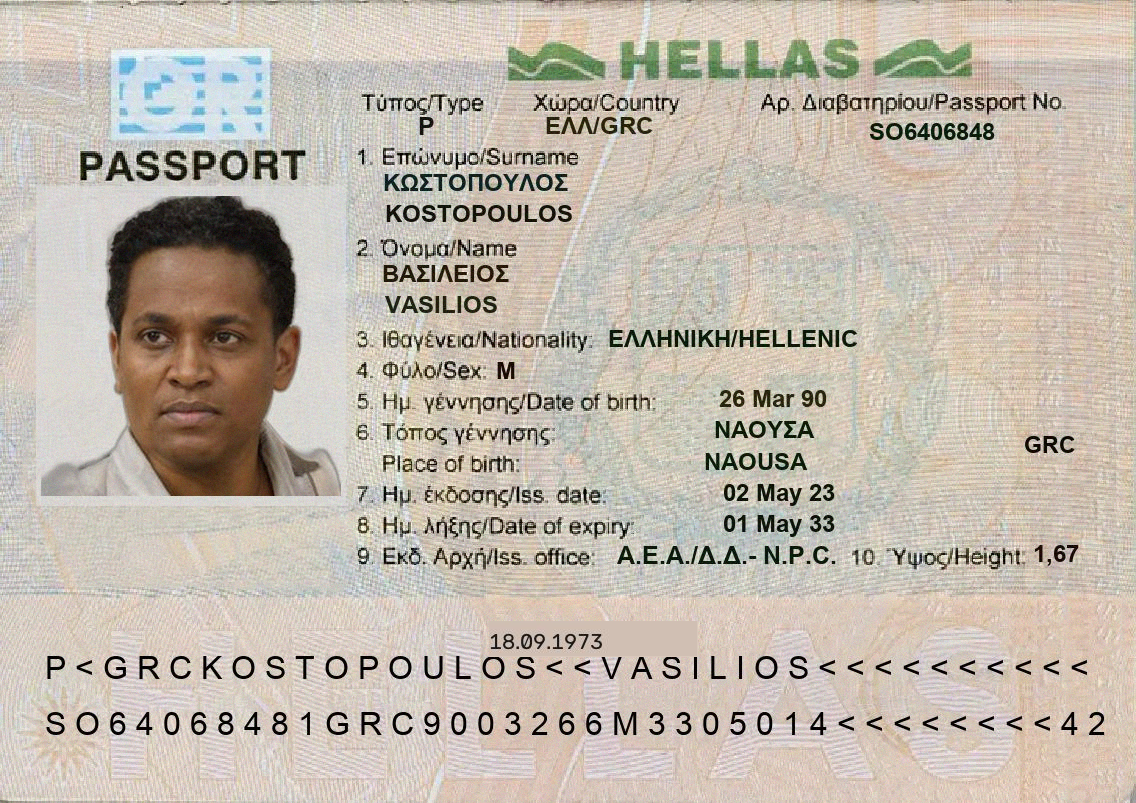 HELLAS
GR
PASSPORT
Τύπος/Type Χώρα/Country Αρ. Διαβατηρίου/Passport No.
P ΕΛΛ/GRC SO6406848
1. Επώνυμο/Surname
ΚΩΣΤΟΠΟΥΛΟΣ
KOSTOPOULOS
2. Όνομα/Name
ΒΑΣΙΛΕΙΟΣ
VASILIOS
3. Ιθαγένεια/Nationality: ΕΛΛΗΝΙΚΗ/HELLENIC
4. Φύλο/Sex: M
5. Ημ. γέννησης/Date of birth: 26 Mar 90
6. Τόπος γέννησης: ΝΑΟΥΣΑ
Place of birth: NAOUSA GRC
7. Ημ. έκδοσης/Iss. date: 02 May 23
8. Ημ. λήξης/Date of expiry: 01 May 33
9 Εκδ. Αρχή/Iss. office: Α.Ε.Α./Δ.Δ.- N.P.C. 10. Ύψος/Height: 1,67
HELLAS
18.09.1973
P<GRCKOSTOPOULOS<<VASILIOS<<<<<<<<<<
SO64068481GRC9003266M3305014<<<<<<<<42